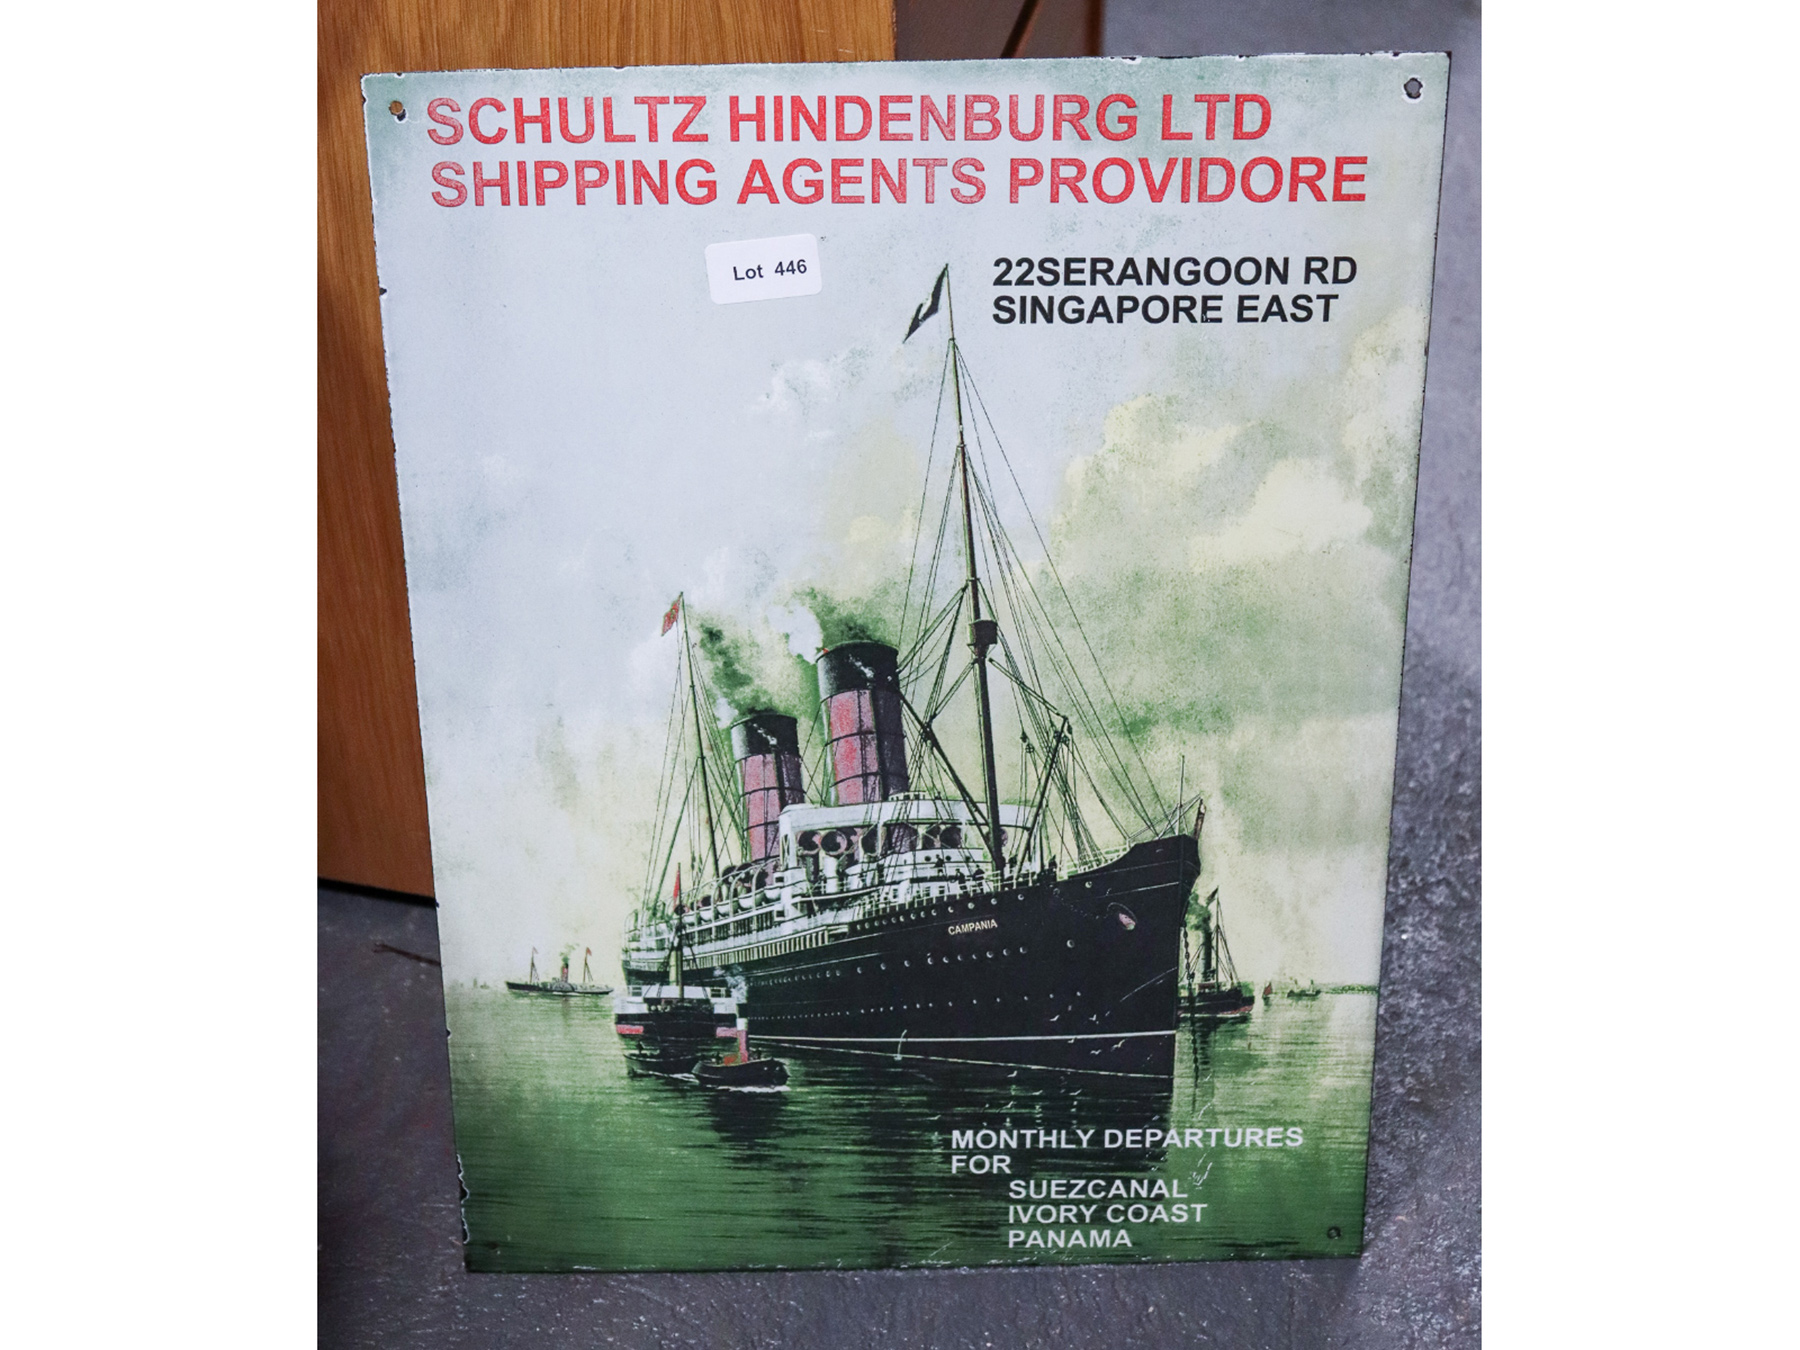 SCHULTZ HINDENBURG LTD
SHIPPING AGENTS PROVIDORE
Lot 446
22SERANGOON RD
SINGAPORE EAST
CAMPANIA
MONTHLY DEPARTURES
FOR
SUEZCANAL
IVORY COAST
PANAMA